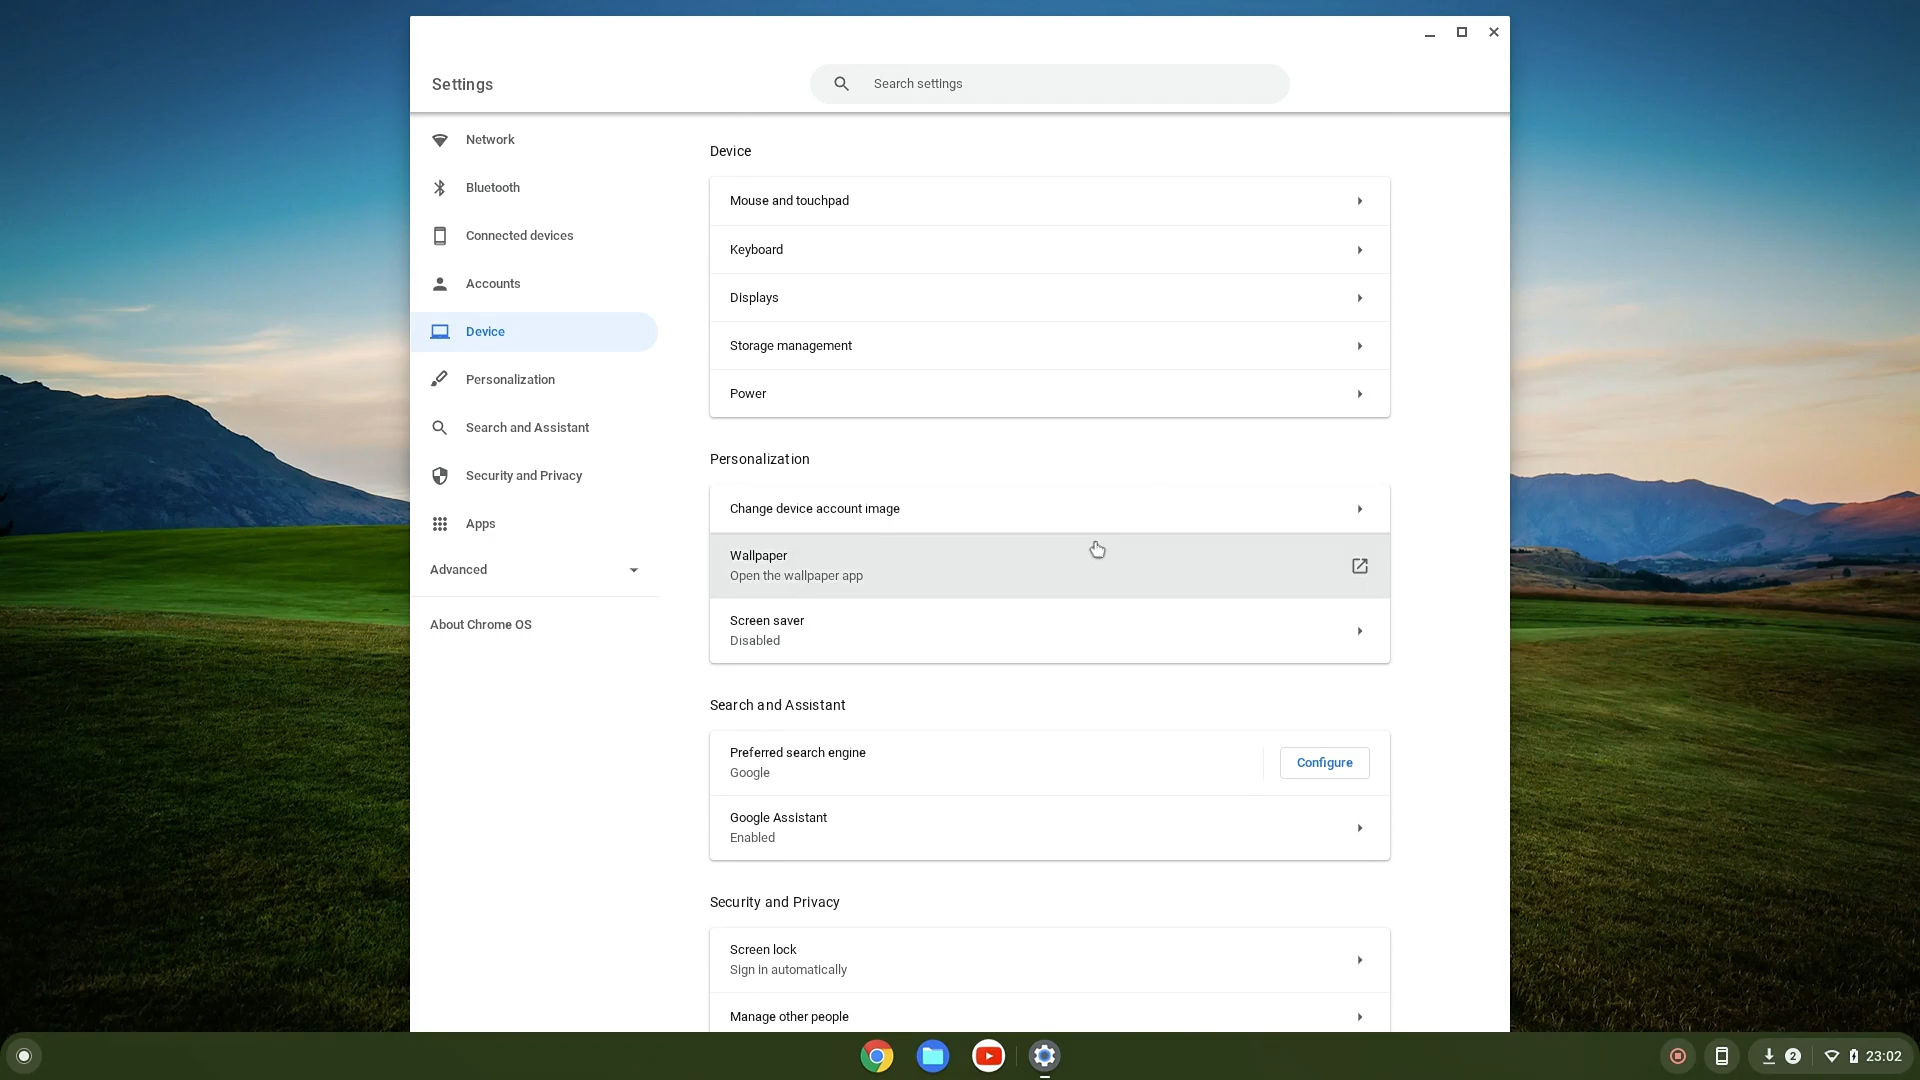 Settings
Search settings
Network
Bluetooth
Connected devices
Accounts
Device
Personalization
Search and Assistant
Security and Privacy
Apps
Advanced
About Chrome OS
Device
Mouse and touchpad
Keyboard
Displays
Storage management
Power
Personalization
Change device account image
Wallpaper
Open the wallpaper app
Screen saver
Disabled
Search and Assistant
Preferred search engine
Google
Configure
Google Assistant
Enabled
Security and Privacy
Screen lock
Sign in automatically
Manage other people
2
23:02